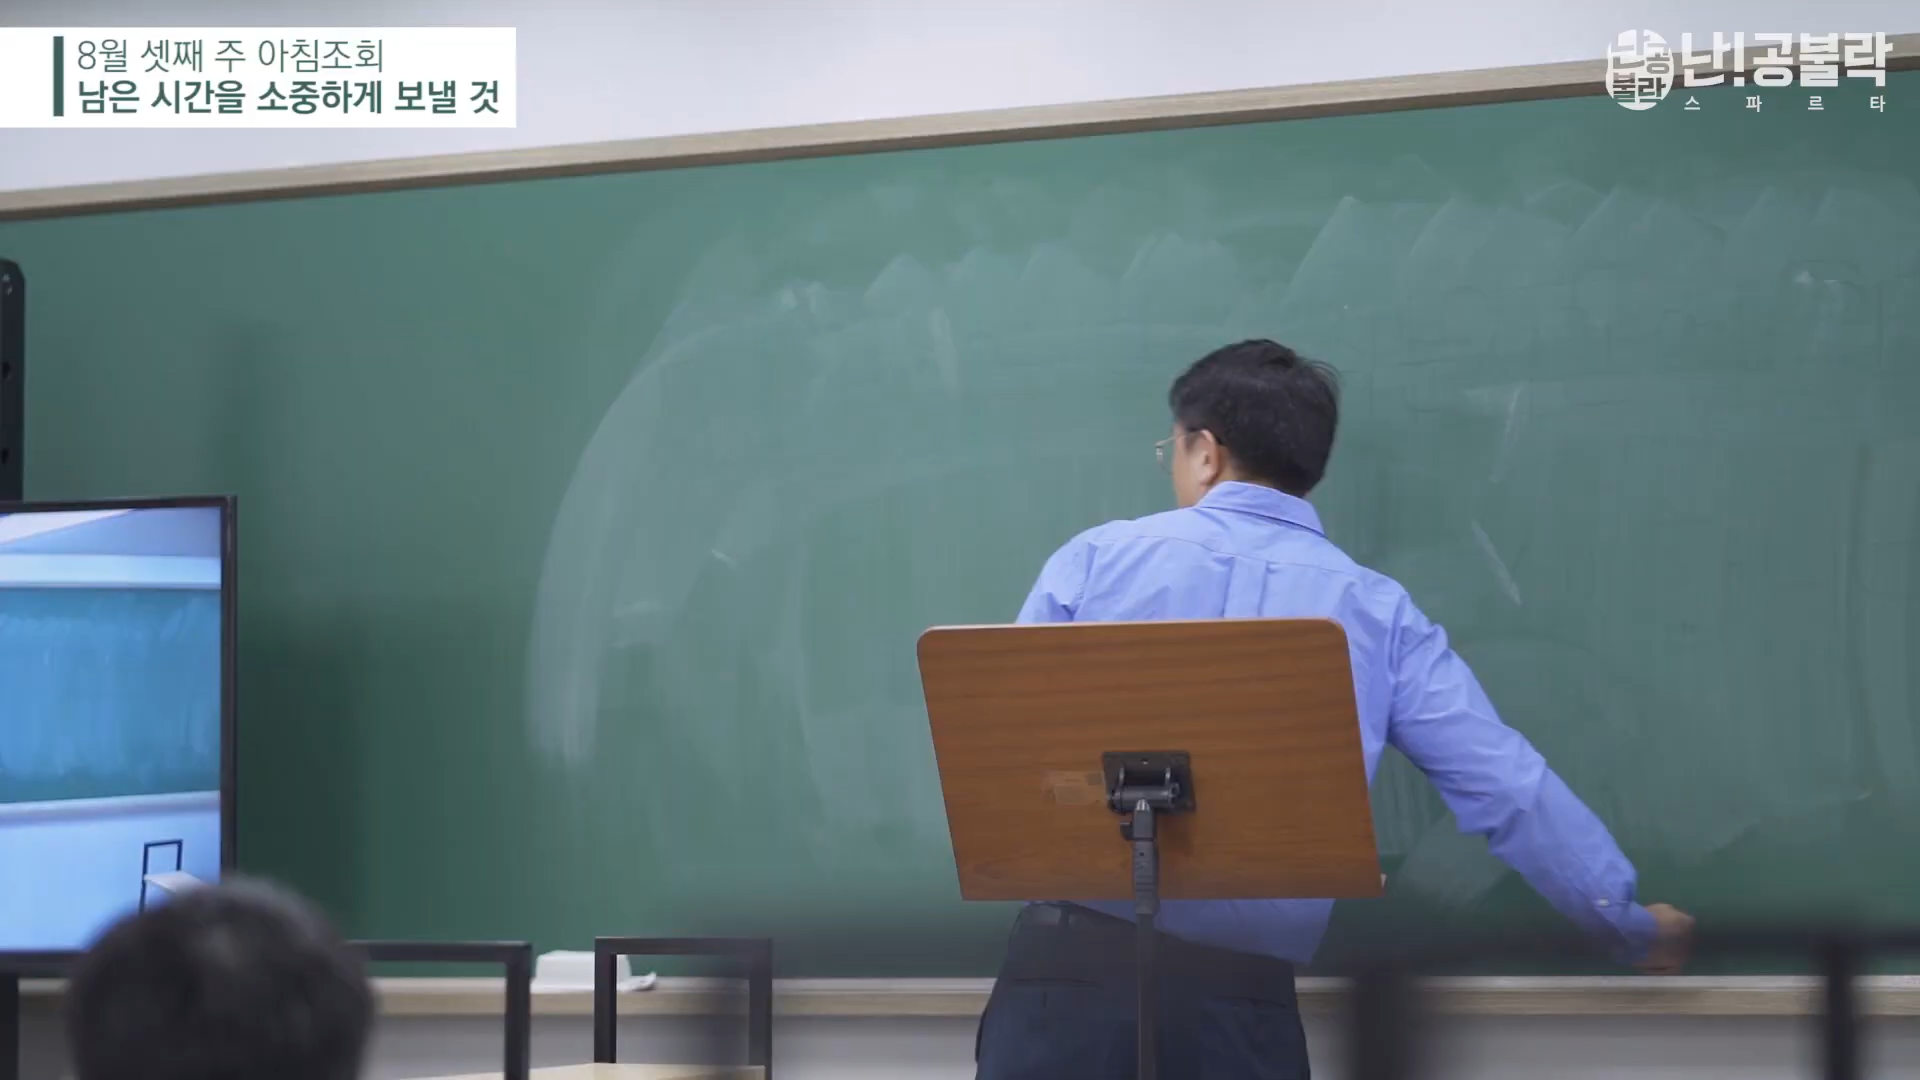 8월 셋째 주 아침조회
남은 시간을 소중하게 보낼 것
난공
불락
난!공불락
스파르타